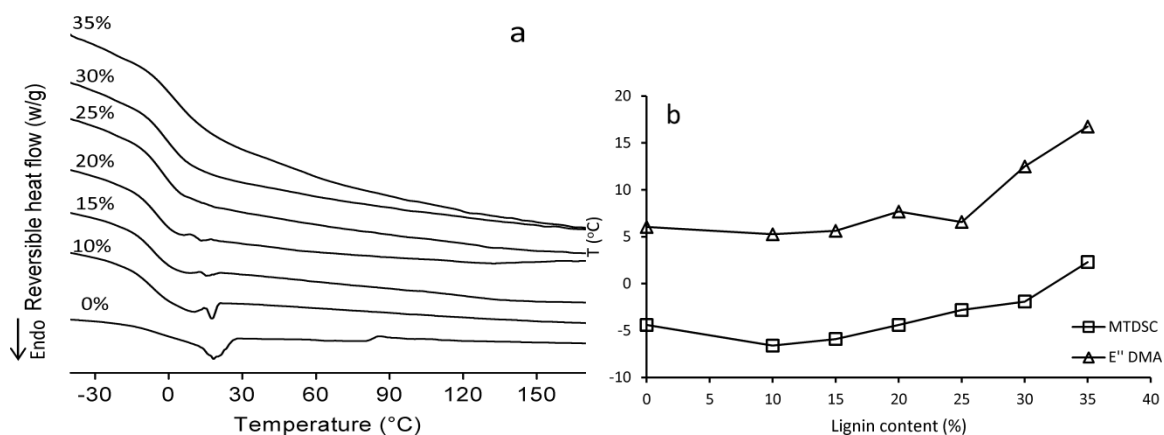 a
35%
30%
25%
20%
15%
10%
0%
Endo Reversible heat flow (w/g)
-30 0 30 60 90 120 150
Temperature (°C)
b
20
15
10
5
0
-5
-10
T (°C)
MTDSC
E'' DMA
0 5 10 15 20 25 30 35 40
Lignin content (%)